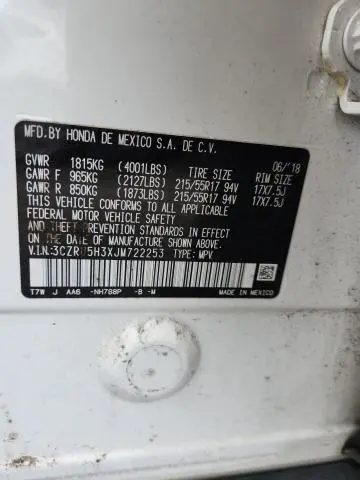 MFD.BY HONDA DE MEXICO S.A. DE C.V.
06/'18
GVWR 1815KG (4001LBS) TIRE SIZE RIM SIZE
GAWR F 965KG (2127LBS) 215/55R17 94V 17X7.5J
GAWR R 850KG (1873LBS) 215/55R17 94V 17X7.5J
THIS VEHICLE CONFORMS TO ALL APPLICABLE
FEDERAL MOTOR VEHICLE SAFETY
AND THEFT PREVENTION STANDARDS IN EFFECT
ON THE DATE OF MANUFACTURE SHOWN ABOVE.
V.I.N: TYPE: MPV
T7W J AA6 -NH788P -B -M MADE IN MEXICO